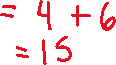 = 4 + 6
= 15